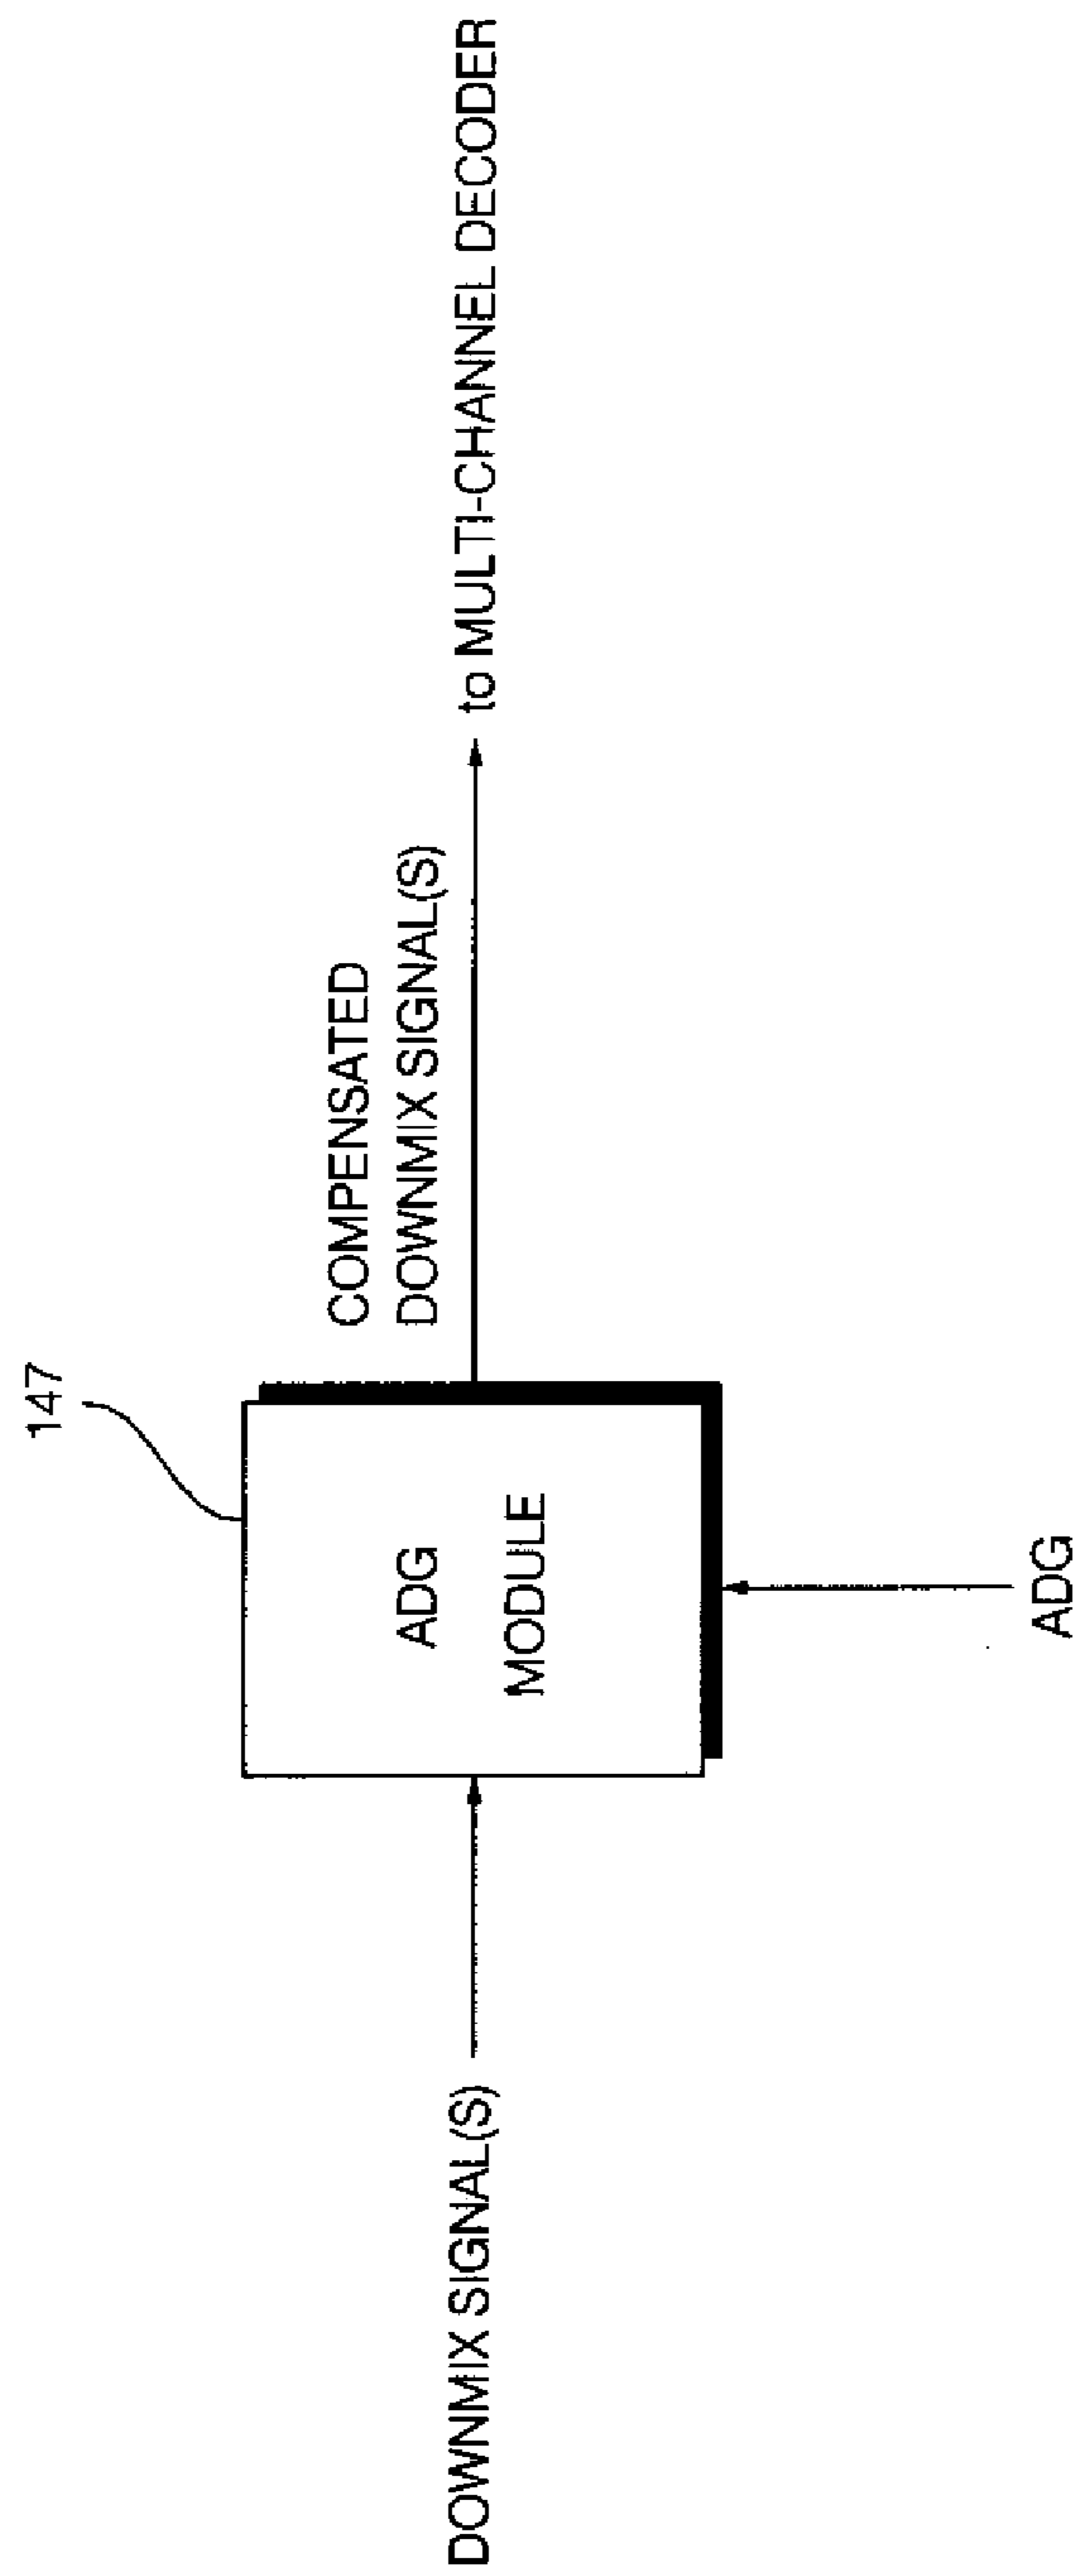 147
DOWNMIX SIGNAL(S)
ADG
MODULE
COMPENSATED
DOWNMIX SIGNAL(S)
to MULTI-CHANNEL DECODER
ADG